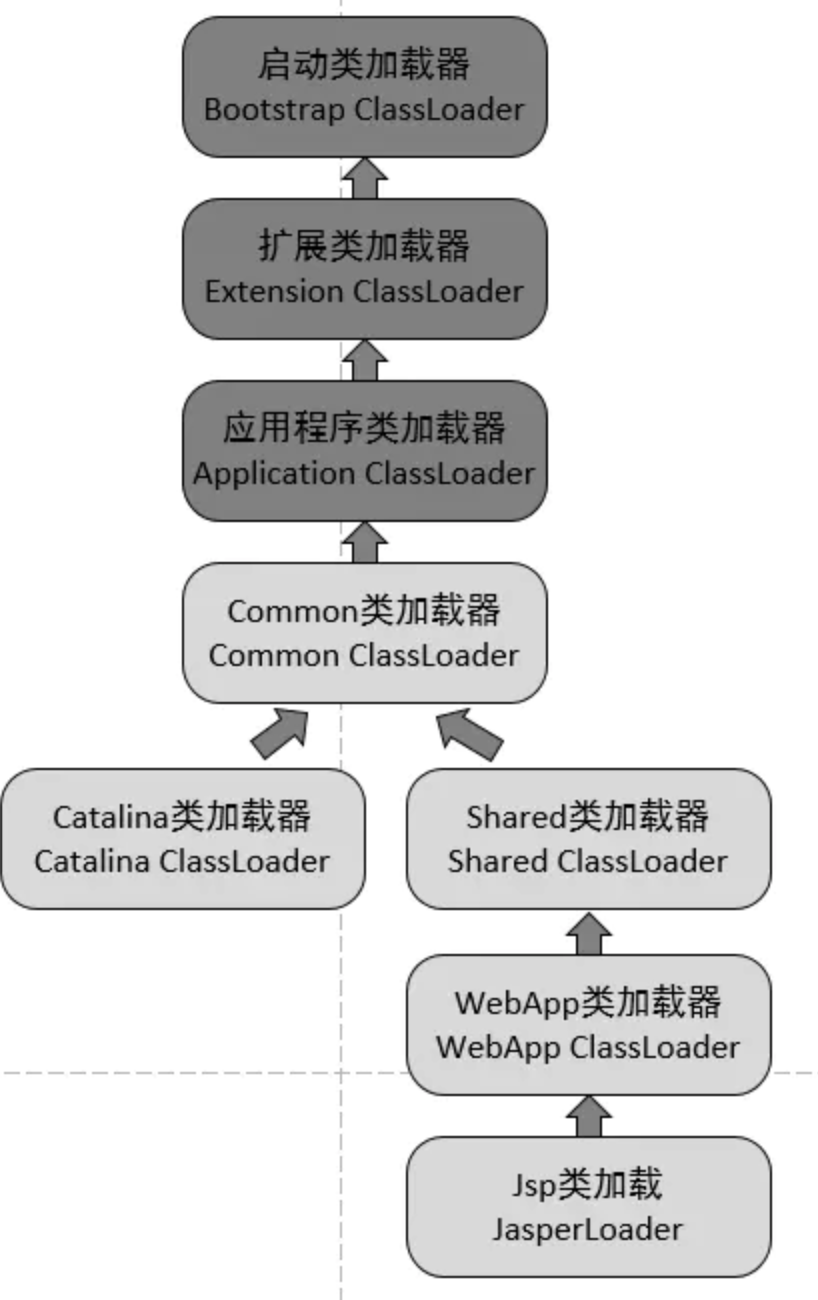 启动类加载器
Bootstrap ClassLoader
扩展类加载器
Extension ClassLoader
应用程序类加载器
Application ClassLoader
Common类加载器
Common ClassLoader
Catalina类加载器
Catalina ClassLoader
Shared类加载器
Shared ClassLoader
WebApp类加载器
WebApp ClassLoader
Jsp类加载
JasperLoader